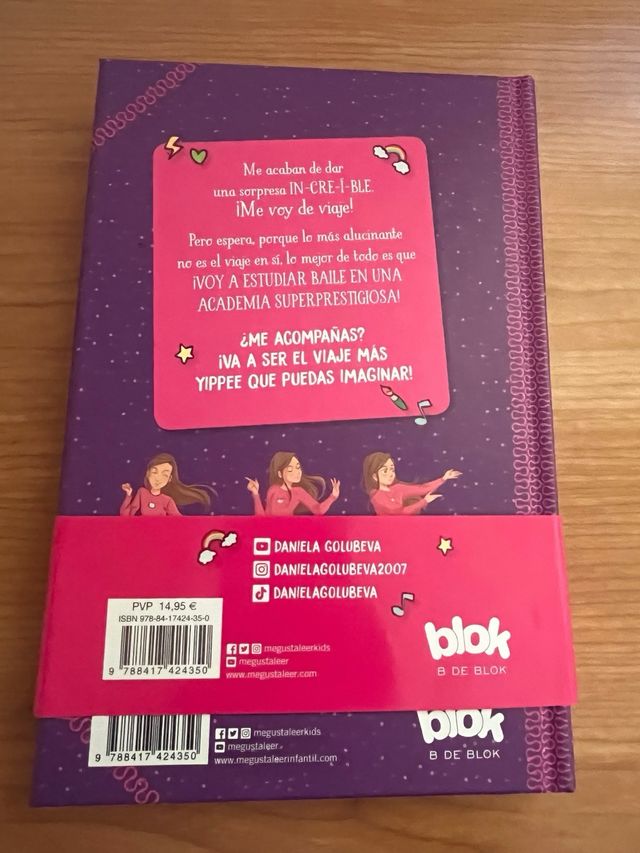 Me acaban de dar
una sorpresa IN-CRE-Í-BLE.
¡Me voy de viaje!
Pero espera, porque lo más alucinante
no es el viaje en sí, lo mejor de todo es que
¡VOY A ESTUDIAR BAILE EN UNA
ACADEMIA SUPERPRESTIGIOSA!
¿ME ACOMPAÑAS?
¡VA A SER EL VIAJE MÁS
YIPPEE QUE PUEDAS IMAGINAR!
DANIELA GOLUBEVA
DANIELAGOLUBEVA2007
DANIELAGOLUBEVA
PVP 14,95 €
ISBN 978-84-17424-35-0
9 788417 424350
megustaleerkids
megustaleer
www.megustaleer.com
blok
B DE BLOK
9 788417 424350
megustaleerkids
megustaleer
www.megustaleerinfantil.com
blok
B DE BLOK